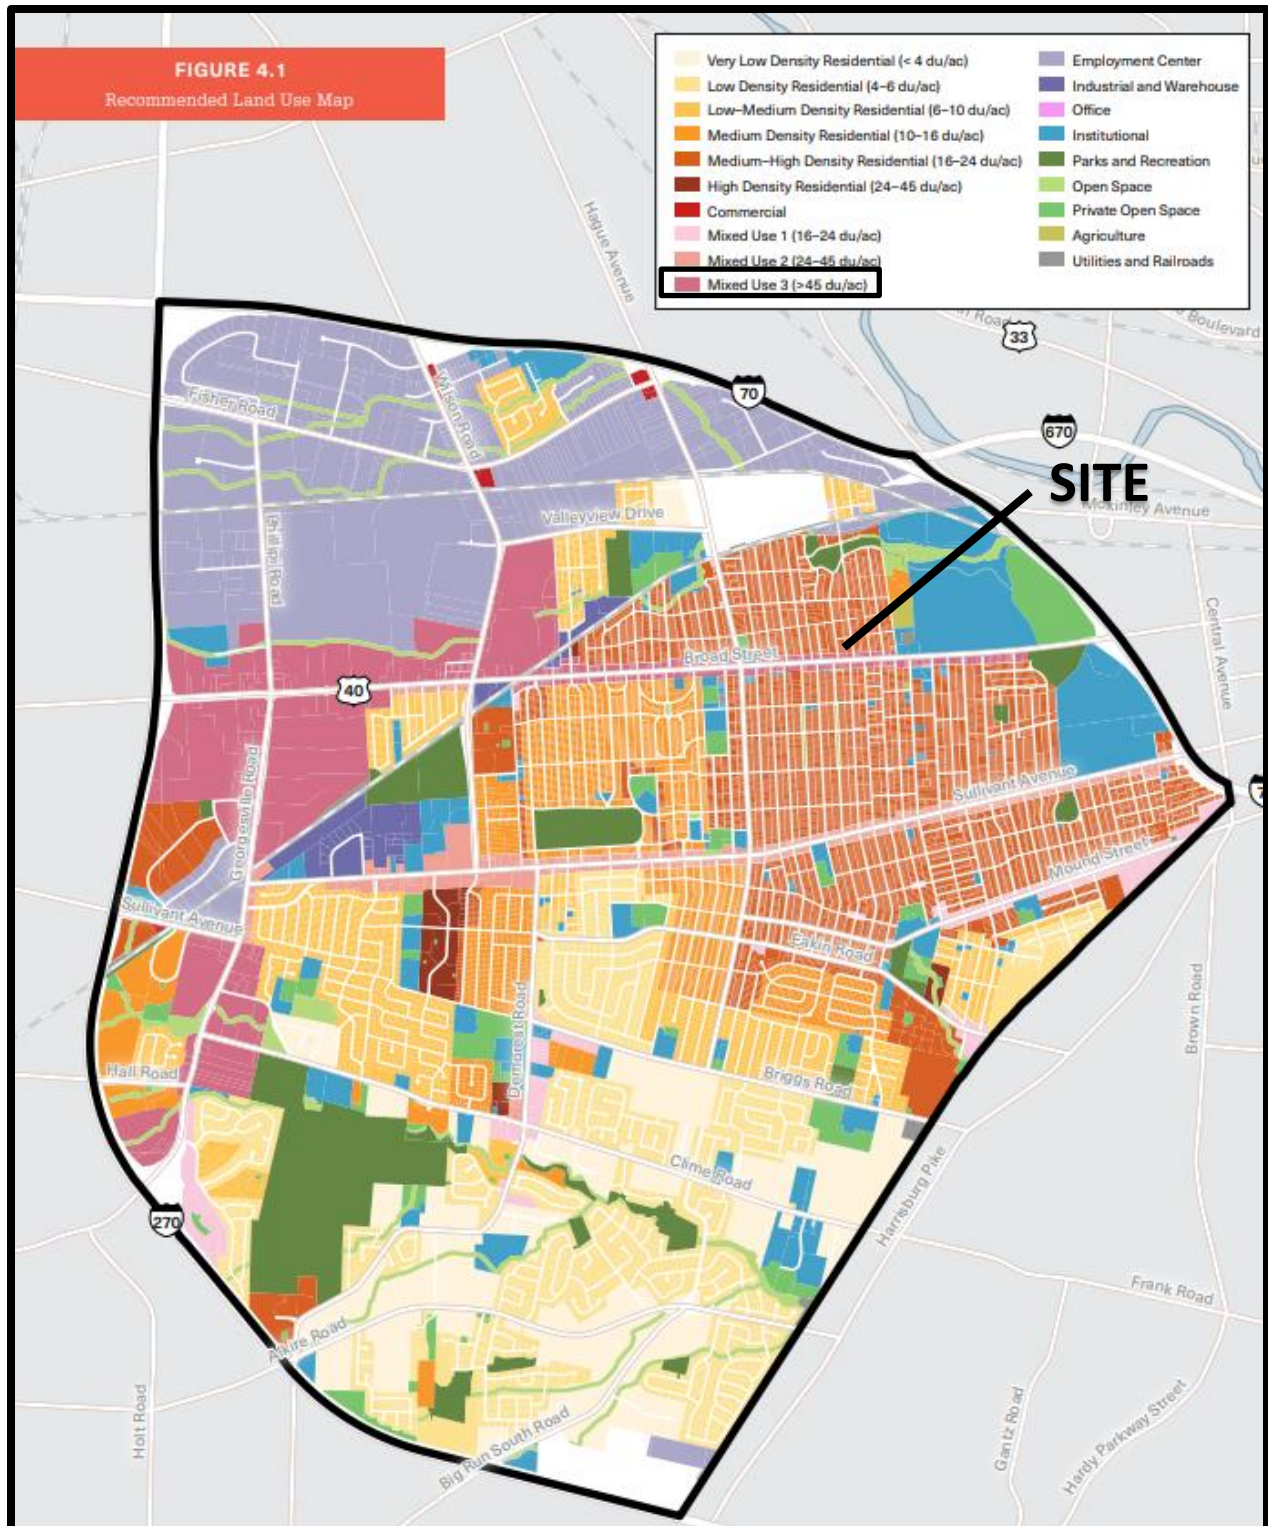 FIGURE 4.1
Recommended Land Use Map
Very Low Density Residential (< 4 du/ac)
Low Density Residential (4–6 du/ac)
Low–Medium Density Residential (6–10 du/ac)
Medium Density Residential (10–16 du/ac)
Medium–High Density Residential (16–24 du/ac)
High Density Residential (24–45 du/ac)
Commercial
Mixed Use 1 (16–24 du/ac)
Mixed Use 2 (24–45 du/ac)
Mixed Use 3 (>45 du/ac)
Employment Center
Industrial and Warehouse
Office
Institutional
Parks and Recreation
Open Space
Private Open Space
Agriculture
Utilities and Railroads
Hague Avenue
Road
Boulevard
33
70
670
Fisher Road
Wilson Road
SITE
McKinley Avenue
Valleyview Drive
Phillipi Road
Central Avenue
Broad Street
40
Georgesville Road
Sullivant Avenue
Mound Street
Sullivant Avenue
Eakin Road
Demorest Road
Brown Road
Hall Road
Briggs Road
Clime Road
Harrisburg Pike
270
Frank Road
Alkire Road
Holt Road
Big Run South Road
Gantz Road
Hardy Parkway Street